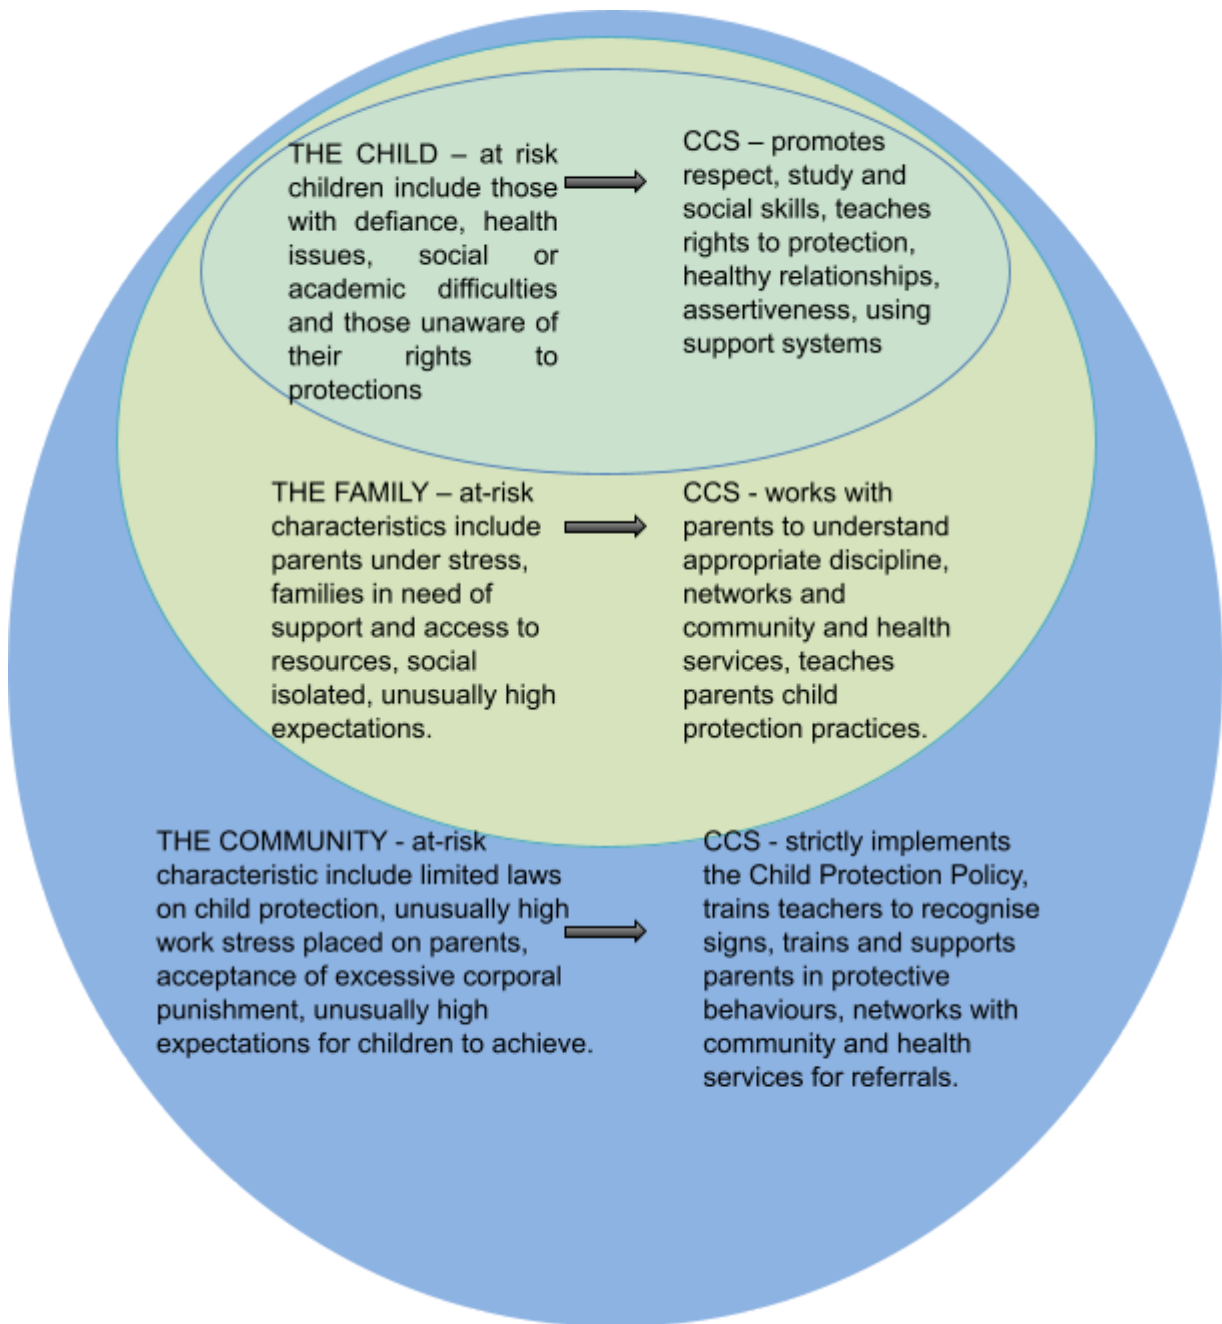 THE CHILD – at risk
children include those
with defiance, health
issues, social or
academic difficulties
and those unaware of
their rights to
protections
CCS – promotes
respect, study and
social skills, teaches
rights to protection,
healthy relationships,
assertiveness, using
support systems
THE FAMILY – at-risk
characteristics include
parents under stress,
families in need of
support and access to
resources, social
isolated, unusually high
expectations.
CCS - works with
parents to understand
appropriate discipline,
networks and
community and health
services, teaches
parents child
protection practices.
THE COMMUNITY - at-risk
characteristic include limited laws
on child protection, unusually high
work stress placed on parents,
acceptance of excessive corporal
punishment, unusually high
expectations for children to achieve.
CCS - strictly implements
the Child Protection Policy,
trains teachers to recognise
signs, trains and supports
parents in protective
behaviours, networks with
community and health
services for referrals.